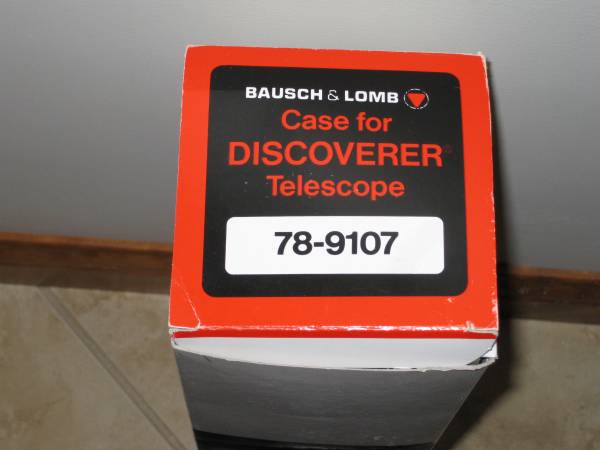 BAUSCH & LOMB
Case for
DISCOVERER®
Telescope
78-9107